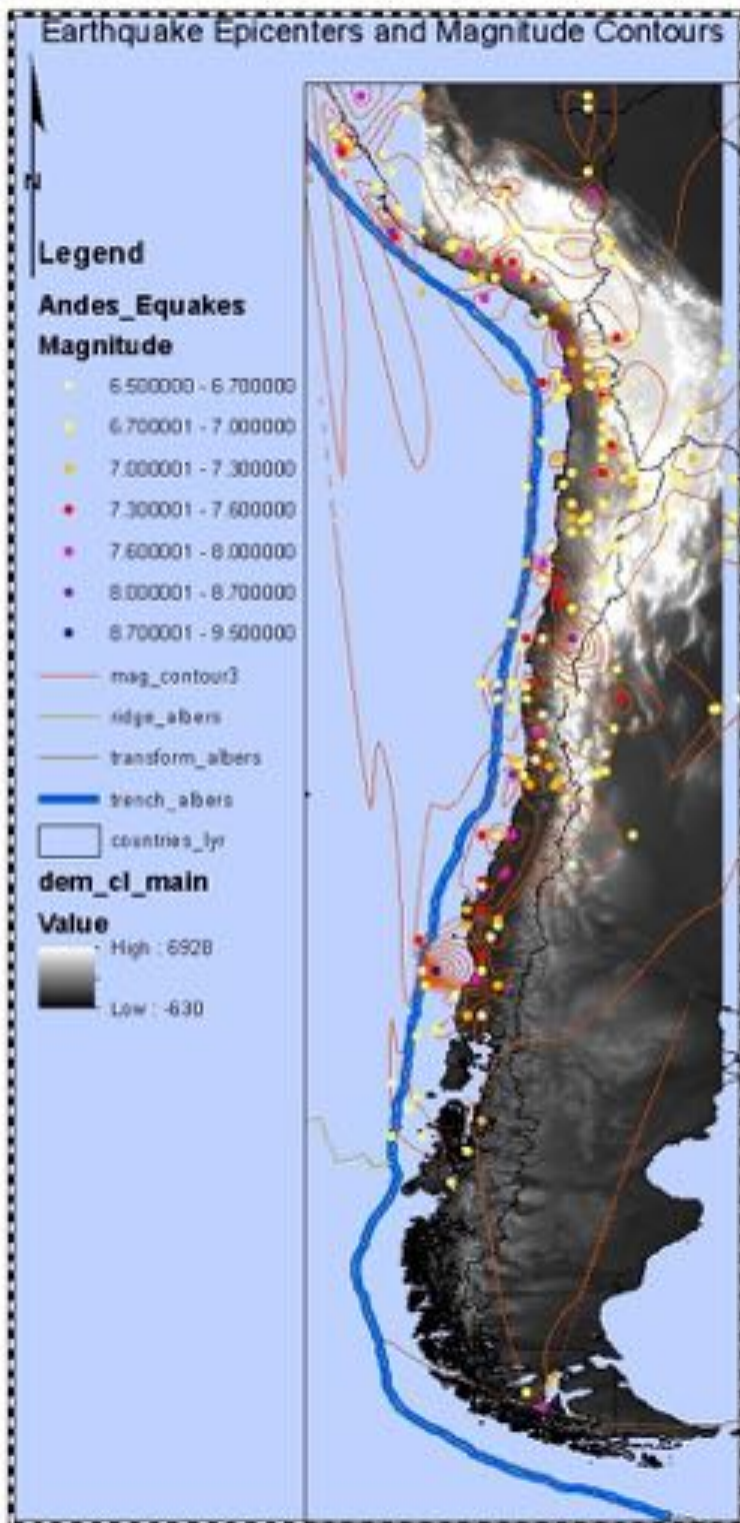 Earthquake Epicenters and Magnitude Contours
N
Legend
Andes_Equakes
Magnitude
6.500000 - 6.700000
6.700001 - 7.000000
7.000001 - 7.300000
7.300001 - 7.600000
7.600001 - 8.000000
8.000001 - 8.700000
8.700001 - 9.500000
mag_contour3
ridge_albers
transform_albers
trench_albers
countries_lyr
dem_cl_main
Value
High : 6928
Low : -630